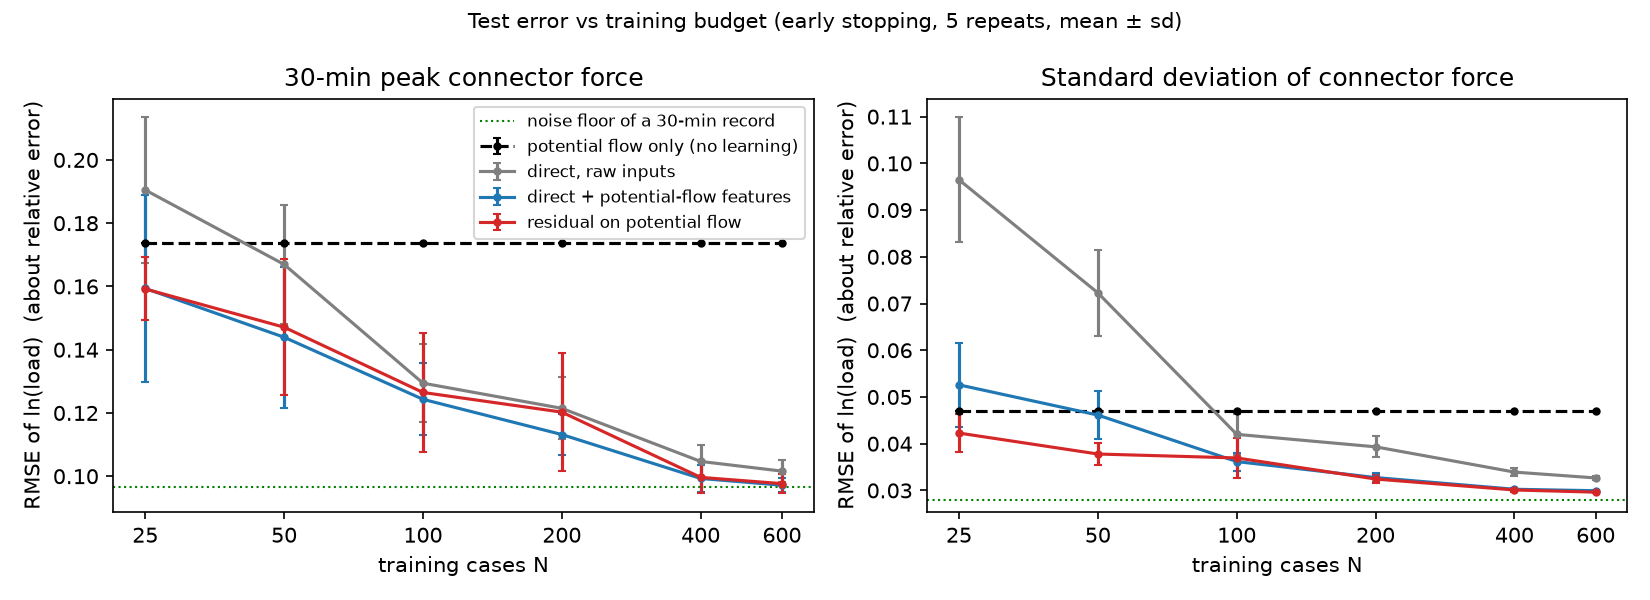 Test error vs training budget (early stopping, 5 repeats, mean ± sd)
30-min peak connector force
RMSE of ln(load)  (about relative error)
0.20
0.18
0.16
0.14
0.12
0.10
noise floor of a 30-min record
potential flow only (no learning)
direct, raw inputs
direct + potential-flow features
residual on potential flow
25 50 100 200 400 600
training cases N
Standard deviation of connector force
RMSE of ln(load)  (about relative error)
0.11
0.10
0.09
0.08
0.07
0.06
0.05
0.04
0.03
25 50 100 200 400 600
training cases N